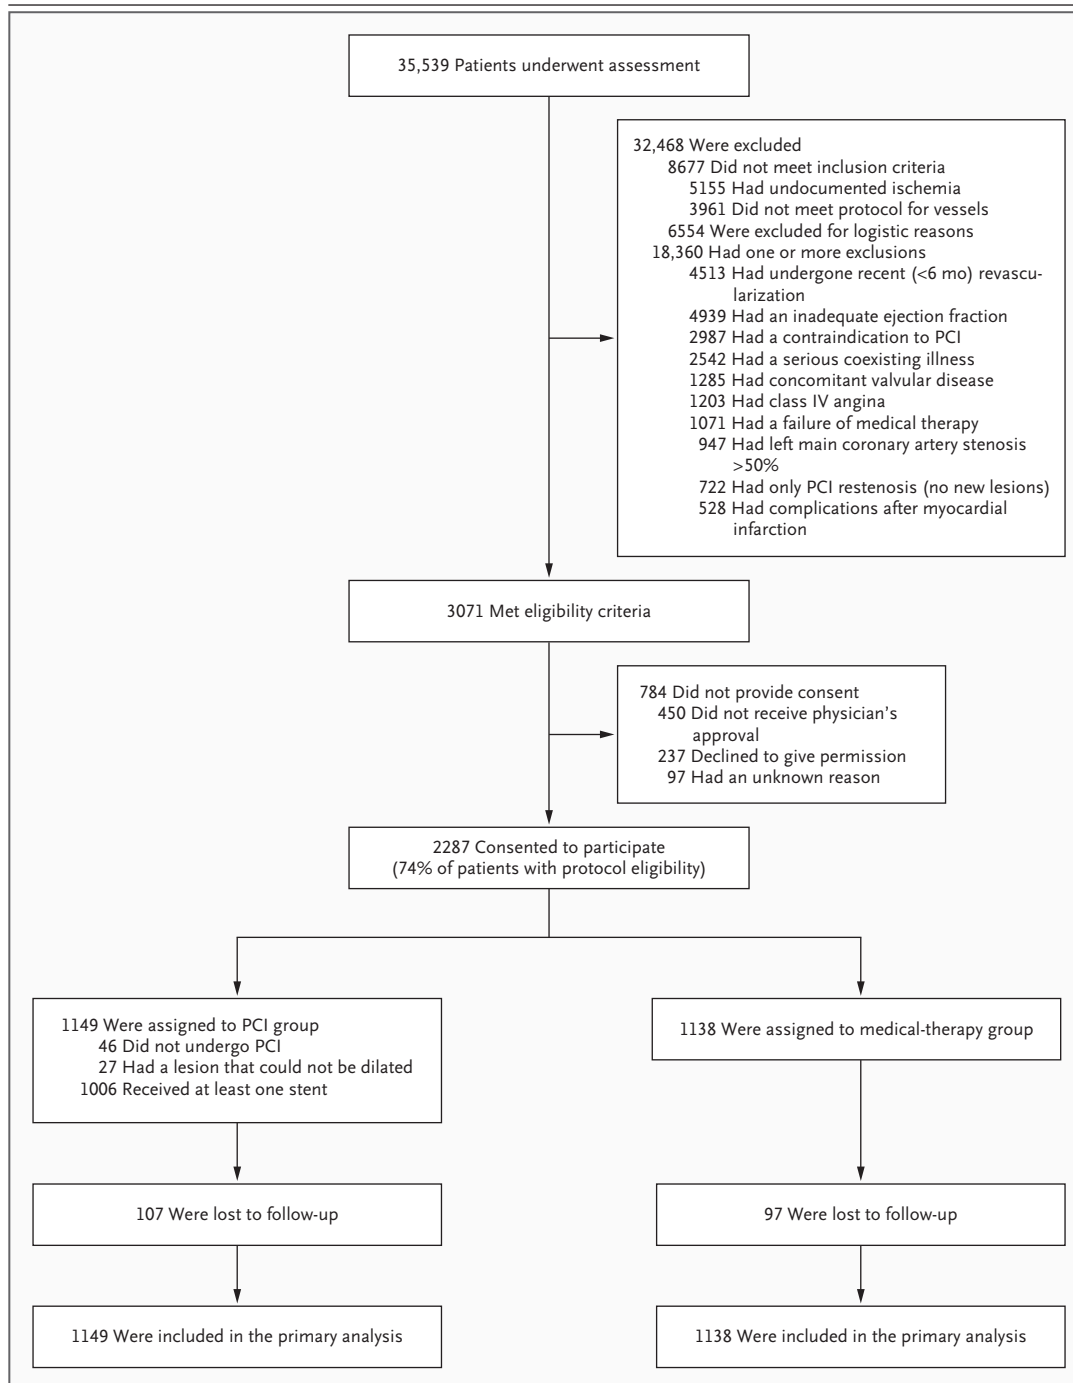 35,539 Patients underwent assessment
32,468 Were excluded
8677 Did not meet inclusion criteria
5155 Had undocumented ischemia
3961 Did not meet protocol for vessels
6554 Were excluded for logistic reasons
18,360 Had one or more exclusions
4513 Had undergone recent (<6 mo) revascu-
larization
4939 Had an inadequate ejection fraction
2987 Had a contraindication to PCI
2542 Had a serious coexisting illness
1285 Had concomitant valvular disease
1203 Had class IV angina
1071 Had a failure of medical therapy
947 Had left main coronary artery stenosis
>50%
722 Had only PCI restenosis (no new lesions)
528 Had complications after myocardial
infarction
3071 Met eligibility criteria
784 Did not provide consent
450 Did not receive physician's
approval
237 Declined to give permission
97 Had an unknown reason
2287 Consented to participate
(74% of patients with protocol eligibility)
1149 Were assigned to PCI group
46 Did not undergo PCI
27 Had a lesion that could not be dilated
1006 Received at least one stent
1138 Were assigned to medical-therapy group
107 Were lost to follow-up
97 Were lost to follow-up
1149 Were included in the primary analysis
1138 Were included in the primary analysis